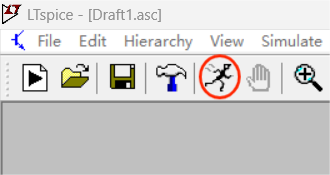 LTspice - [Draft1.asc]
File Edit Hierarchy View Simulate